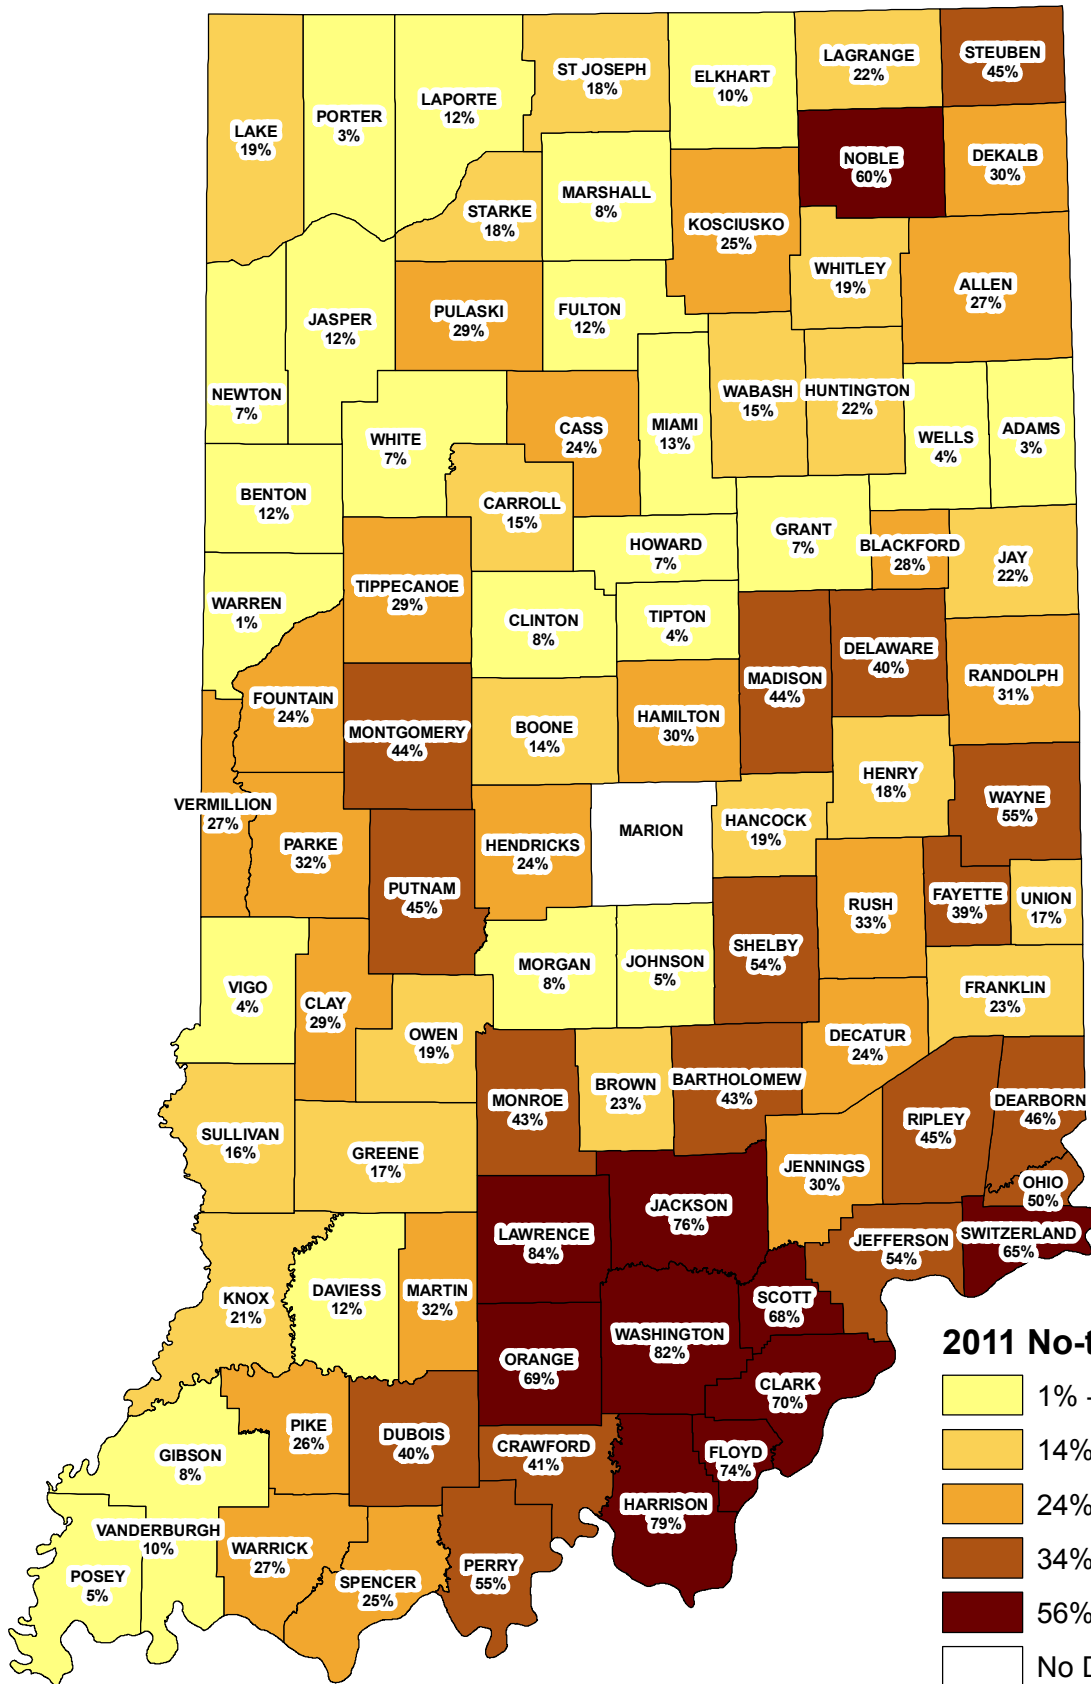 ST JOSEPH
18%
ELKHART
10%
LAGRANGE
22%
STEUBEN
45%
LAKE
19%
PORTER
3%
LAPORTE
12%
NOBLE
60%
DEKALB
30%
MARSHALL
8%
STARKE
18%
KOSCIUSKO
25%
WHITLEY
19%
ALLEN
27%
JASPER
12%
PULASKI
29%
FULTON
12%
NEWTON
7%
WHITE
7%
CASS
24%
MIAMI
13%
WABASH
15%
HUNTINGTON
22%
WELLS
4%
ADAMS
3%
BENTON
12%
CARROLL
15%
HOWARD
7%
GRANT
7%
BLACKFORD
28%
JAY
22%
WARREN
1%
TIPPECANOE
29%
CLINTON
8%
TIPTON
4%
MADISON
44%
DELAWARE
40%
RANDOLPH
31%
FOUNTAIN
24%
MONTGOMERY
44%
BOONE
14%
HAMILTON
30%
HENRY
18%
WAYNE
55%
VERMILLION
27%
PARKE
32%
PUTNAM
45%
HENDRICKS
24%
MARION
HANCOCK
19%
RUSH
33%
FAYETTE
39%
UNION
17%
SHELBY
54%
VIGO
4%
CLAY
29%
OWEN
19%
MORGAN
8%
JOHNSON
5%
FRANKLIN
23%
DECATUR
24%
MONROE
43%
BROWN
23%
BARTHOLOMEW
43%
RIPLEY
45%
DEARBORN
46%
SULLIVAN
16%
GREENE
17%
JENNINGS
30%
OHIO
50%
LAWRENCE
84%
JACKSON
76%
JEFFERSON
54%
SWITZERLAND
65%
KNOX
21%
DAVIESS
12%
MARTIN
32%
SCOTT
68%
ORANGE
69%
WASHINGTON
82%
CLARK
70%
PIKE
26%
DUBOIS
40%
CRAWFORD
41%
FLOYD
74%
GIBSON
8%
HARRISON
79%
VANDERBURGH
10%
WARRICK
27%
PERRY
55%
POSEY
5%
SPENCER
25%
2011 No-t
1% -
14%
24%
34%
56%
No D